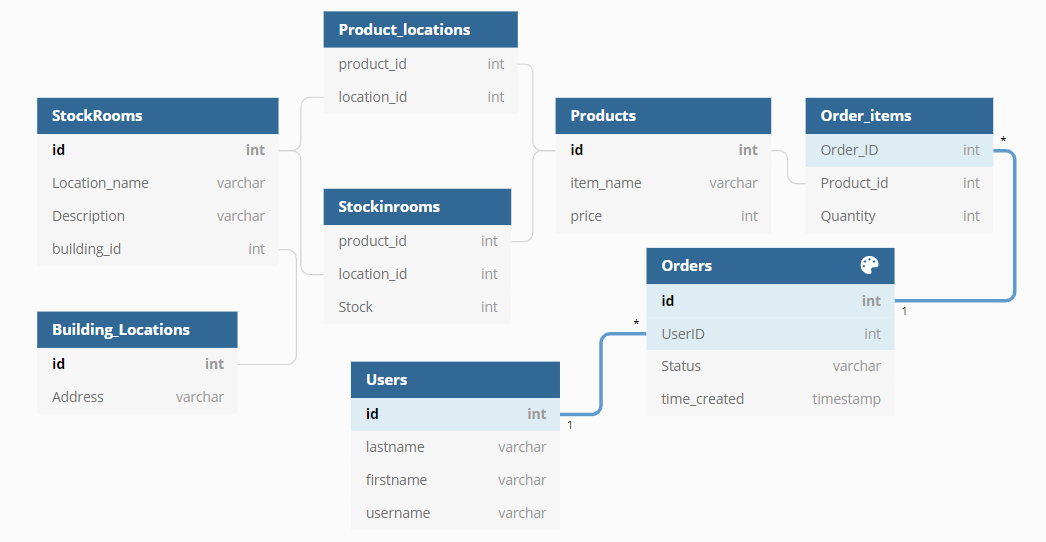 Product_locations
product_id int
location_id int
StockRooms
id int
Location_name varchar
Description varchar
building_id int
Stockinrooms
product_id int
location_id int
Stock int
Building_Locations
id int
Address varchar
Products
id int
item_name varchar
price int
Order_items
Order_ID int
Product_id int
Quantity int
*
Orders
id int
UserID int
Status varchar
time_created timestamp
1
*
Users
id int
lastname varchar
firstname varchar
username varchar
1